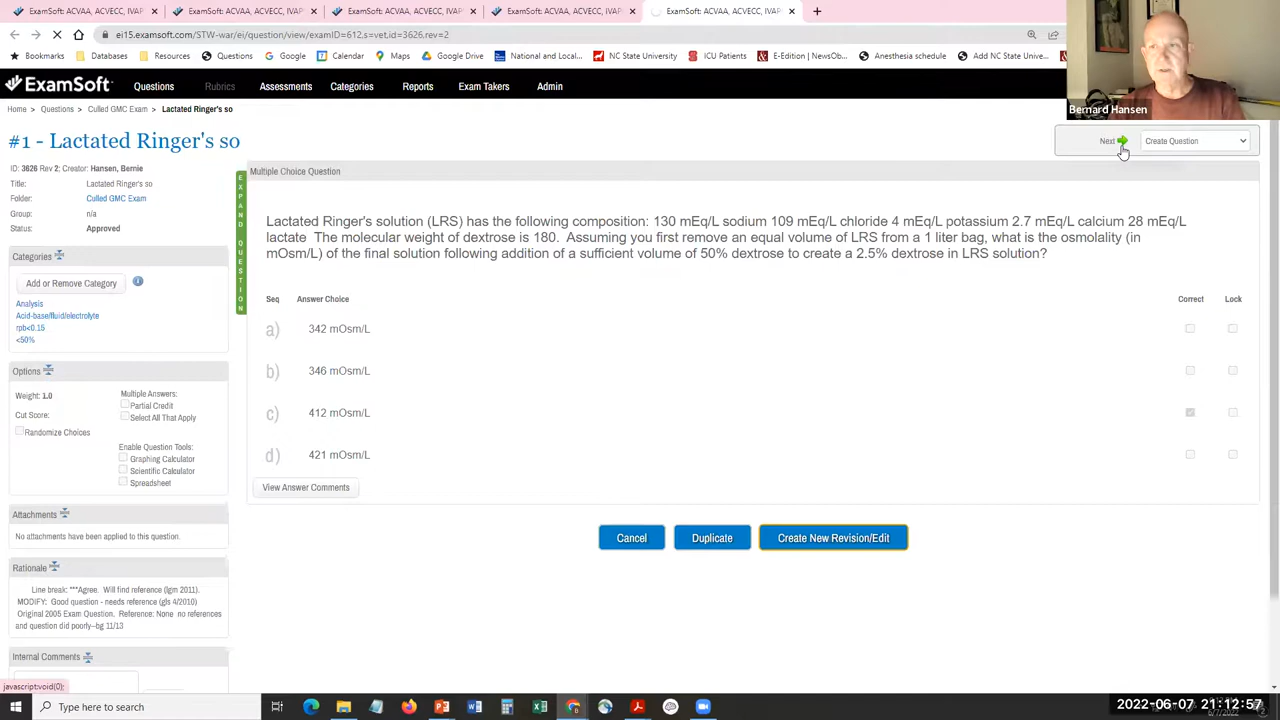 ExamSoft: ACVAA, ACVECC, IVAP × ExamSoft: ACVAA, ACVECC, IVAP × ExamSoft: ACVAA, ACVECC, IVAP × ExamSoft: ACVAA, ACVECC, IVAP × ExamSoft: ACVAA, ACVECC, IVAP × +
ei15.examsoft.com/STW-war/ei/question/view/examID=612,s=vet,id=3626,rev=2
Bookmarks Databases Resources Questions Google Calendar Maps Google Drive National and Local... NC State University ICU Patients E-Edition | NewsOb... Anesthesia schedule Add NC State Unive...
ExamSoft Questions Rubrics Assessments Categories Reports Exam Takers Admin
Bernard Hansen
Home > Questions > Culled GMC Exam > Lactated Ringer's so
#1 - Lactated Ringer's so
Next Create Question
ID: 3626 Rev 2; Creator: Hansen, Bernie
Title: Lactated Ringer's so
Folder: Culled GMC Exam
Group: n/a
Status: Approved
Categories
Add or Remove Category
Analysis
Acid-base/fluid/electrolyte
rpb<0.15
<50%
Options
Weight: 1.0
Cut Score:
Randomize Choices
Multiple Answers:
Partial Credit
Select All That Apply
Enable Question Tools:
Graphing Calculator
Scientific Calculator
Spreadsheet
Attachments
No attachments have been applied to this question.
Rationale
Line break: ***Agree. Will find reference (lgm 2011).
MODIFY: Good question - needs reference (gls 4/2010)
Original 2005 Exam Question. Reference: None no references
and question did poorly--bg 11/13
Internal Comments
EXPAND QUESTION
Multiple Choice Question
Lactated Ringer's solution (LRS) has the following composition: 130 mEq/L sodium 109 mEq/L chloride 4 mEq/L potassium 2.7 mEq/L calcium 28 mEq/L
lactate The molecular weight of dextrose is 180. Assuming you first remove an equal volume of LRS from a 1 liter bag, what is the osmolality (in
mOsm/L) of the final solution following addition of a sufficient volume of 50% dextrose to create a 2.5% dextrose in LRS solution?
Seq Answer Choice Correct Lock
a) 342 mOsm/L
b) 346 mOsm/L
c) 412 mOsm/L
d) 421 mOsm/L
View Answer Comments
Cancel Duplicate Create New Revision/Edit
javascript:void(0);
Type here to search
2022-06-07 21:12:57